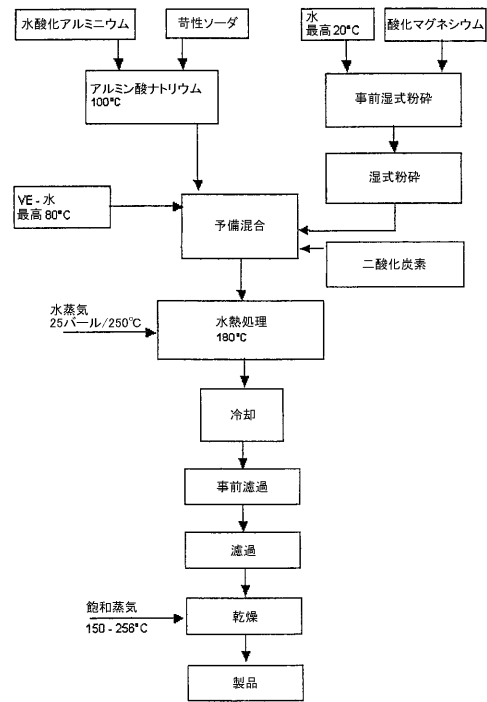 水酸化アルミニウム
苛性ソーダ
水
最高20°C
酸化マグネシウム
アルミン酸ナトリウム
100°C
事前湿式粉砕
湿式粉砕
VE - 水
最高80°C
予備混合
二酸化炭素
水蒸気
25バール/250°C
水熱処理
180°C
冷却
事前濾過
濾過
飽和蒸気
150 - 256°C
乾燥
製品